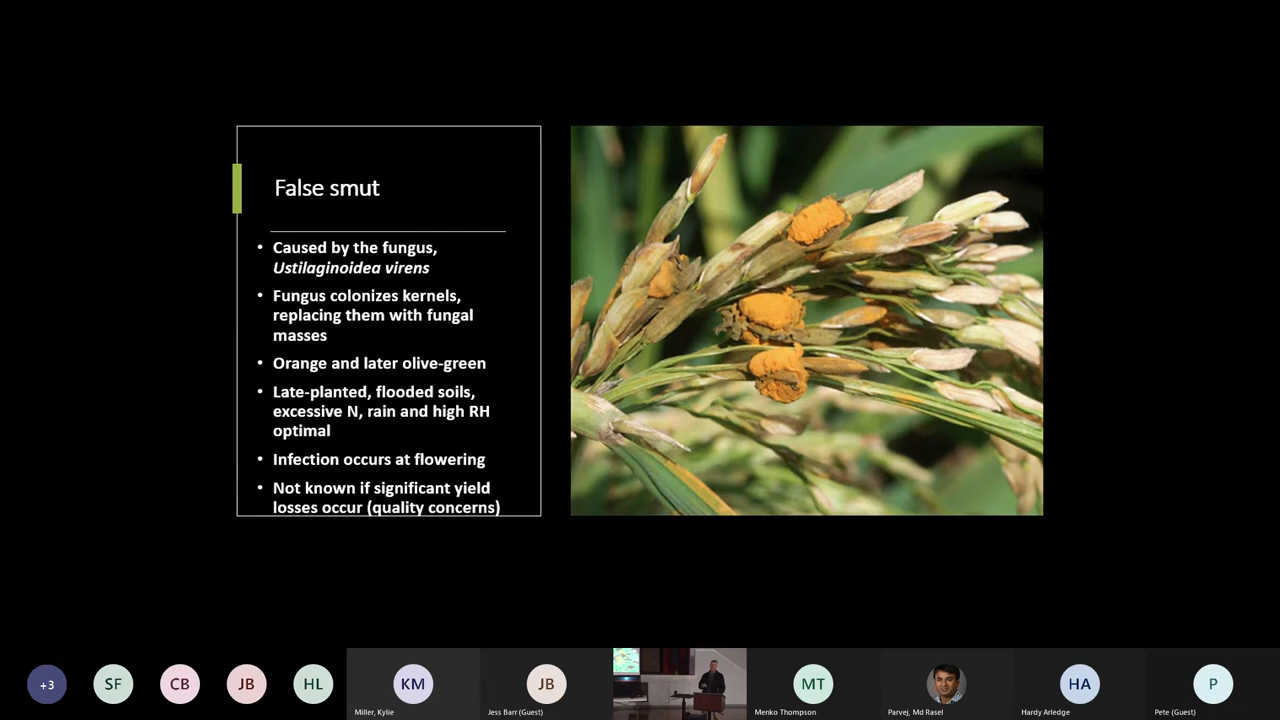 False smut
• Caused by the fungus,
Ustilaginoidea virens
• Fungus colonizes kernels,
replacing them with fungal
masses
• Orange and later olive-green
• Late-planted, flooded soils,
excessive N, rain and high RH
optimal
• Infection occurs at flowering
• Not known if significant yield
losses occur (quality concerns)
+3
SF
CB
JB
HL
KM
JB
MT
HA
P
Miller, Kylie
Jess Barr (Guest)
Menko Thompson
Parvej, Md Rasel
Hardy Arledge
Pete (Guest)